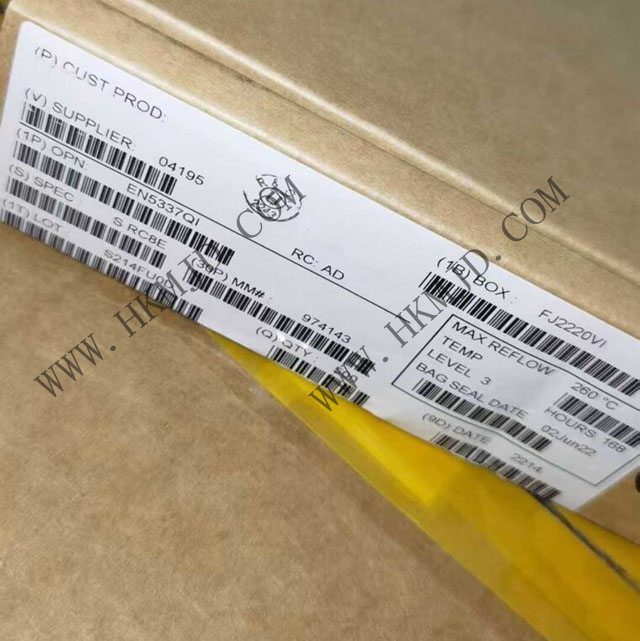 (P) CUST PROD:
(V) SUPPLIER: 04195
(1P) OPN: EN5337QI
(S) SPEC: S RC8E
RC: AD
(1T) LOT:
(30P) MM#: 974143
(Q) QTY:
(1B) BOX: FJ2220VI
MAX REFLOW TEMP 260 °C
LEVEL 3 HOURS 168
BAG SEAL DATE 02Jun22
(9D) DATE 2214
WWW.HKMJD.COM
WWW.HKMJD.COM